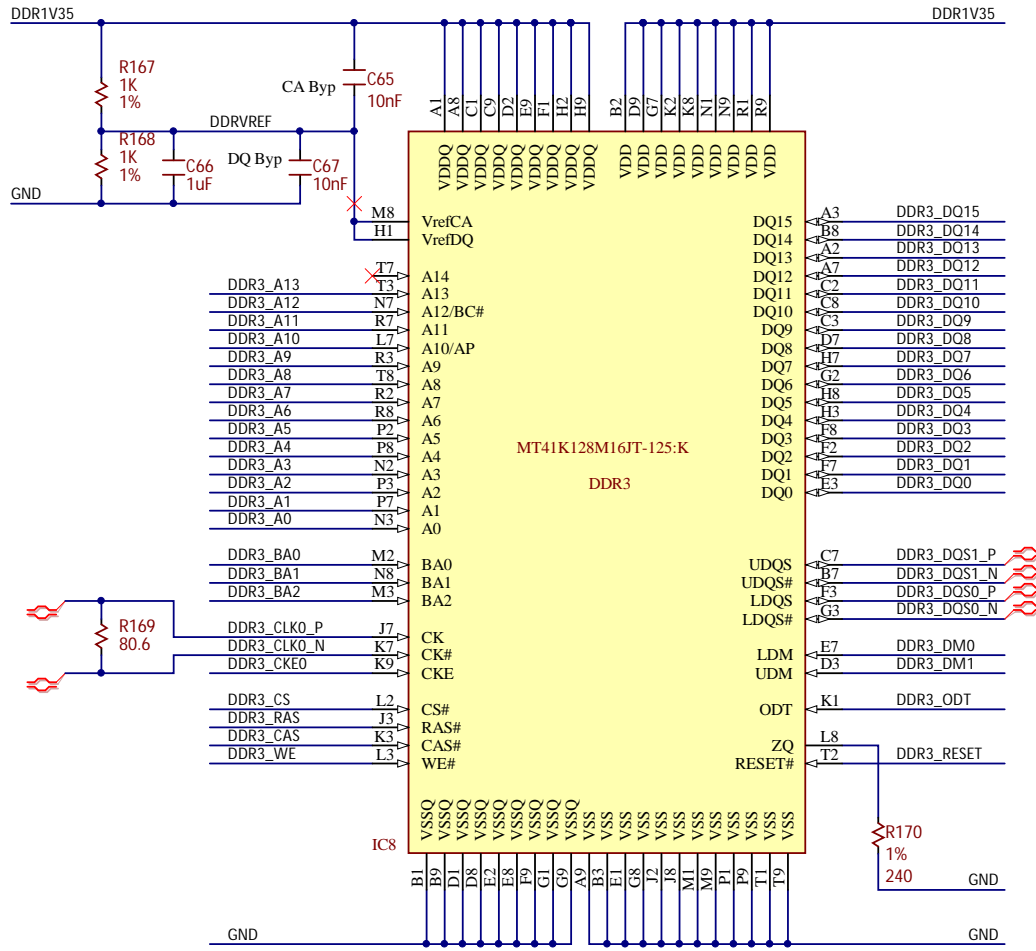 DDR1V35
DDR1V35
R167
1K
1%
CA Byp
C65
10nF
DDRVREF
R168
1K
1%
C66
1uF
DQ Byp
C67
10nF
GND
A1
A8
C1
C9
D2
E9
F1
H2
H9
B2
D9
G7
K2
K8
N1
N9
R1
R9
VDDQ
VDDQ
VDDQ
VDDQ
VDDQ
VDDQ
VDDQ
VDDQ
VDDQ
VDD
VDD
VDD
VDD
VDD
VDD
VDD
VDD
VDD
M8 VrefCA
H1 VrefDQ
T7 A14
DDR3_A13 T3 A13
DDR3_A12 N7 A12/BC#
DDR3_A11 R7 A11
DDR3_A10 L7 A10/AP
DDR3_A9 R3 A9
DDR3_A8 T8 A8
DDR3_A7 R2 A7
DDR3_A6 R8 A6
DDR3_A5 P2 A5
DDR3_A4 P8 A4
DDR3_A3 N2 A3
DDR3_A2 P3 A2
DDR3_A1 P7 A1
DDR3_A0 N3 A0
DDR3_BA0 M2 BA0
DDR3_BA1 N8 BA1
DDR3_BA2 M3 BA2
R169
80.6
DDR3_CLK0_P J7 CK
DDR3_CLK0_N K7 CK#
DDR3_CKE0 K9 CKE
DDR3_CS L2 CS#
DDR3_RAS J3 RAS#
DDR3_CAS K3 CAS#
DDR3_WE L3 WE#
MT41K128M16JT-125:K
DDR3
DQ15 A3 DDR3_DQ15
DQ14 B8 DDR3_DQ14
DQ13 A2 DDR3_DQ13
DQ12 A7 DDR3_DQ12
DQ11 C2 DDR3_DQ11
DQ10 C8 DDR3_DQ10
DQ9 C3 DDR3_DQ9
DQ8 D7 DDR3_DQ8
DQ7 H7 DDR3_DQ7
DQ6 G2 DDR3_DQ6
DQ5 H8 DDR3_DQ5
DQ4 H3 DDR3_DQ4
DQ3 F8 DDR3_DQ3
DQ2 F2 DDR3_DQ2
DQ1 F7 DDR3_DQ1
DQ0 E3 DDR3_DQ0
UDQS C7 DDR3_DQS1_P
UDQS# B7 DDR3_DQS1_N
LDQS F3 DDR3_DQS0_P
LDQS# G3 DDR3_DQS0_N
LDM E7 DDR3_DM0
UDM D3 DDR3_DM1
ODT K1 DDR3_ODT
ZQ L8
RESET# T2 DDR3_RESET
VSSQ
VSSQ
VSSQ
VSSQ
VSSQ
VSSQ
VSSQ
VSSQ
VSSQ
VSS
VSS
VSS
VSS
VSS
VSS
VSS
VSS
VSS
VSS
VSS
VSS
IC8
B1
B9
D1
D8
E2
E8
F9
G1
G9
A9
B3
E1
G8
J2
J8
M1
M9
P1
P9
T1
T9
R170
1%
240
GND
GND
GND